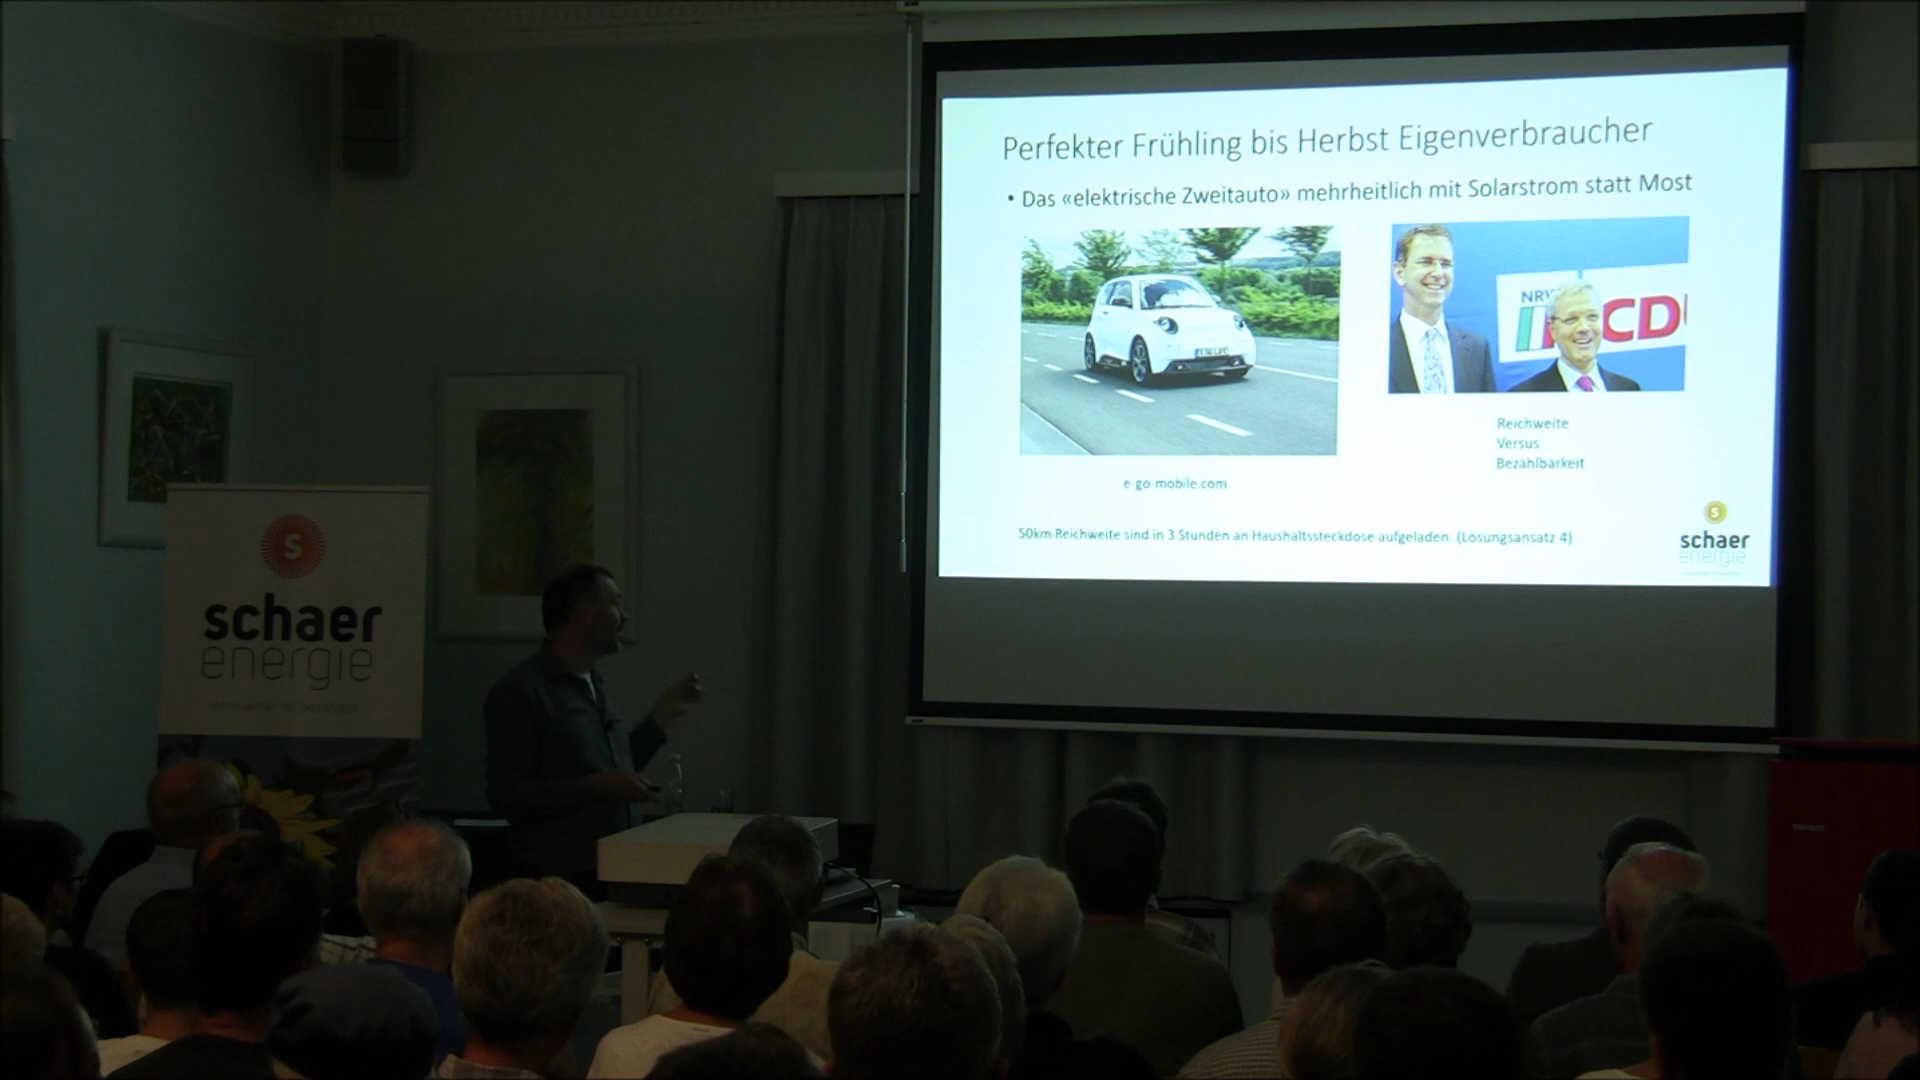 Perfekter Frühling bis Herbst Eigenverbraucher
• Das «elektrische Zweitauto» mehrheitlich mit Solarstrom statt Most
NRW
CDU
Reichweite
Versus
Bezahlbarkeit
e-go-mobile.com
50km Reichweite sind in 3 Stunden an Haushaltssteckdose aufgeladen. (Lösungsansatz 4)
S
schaer
energie
S
schaer
energie